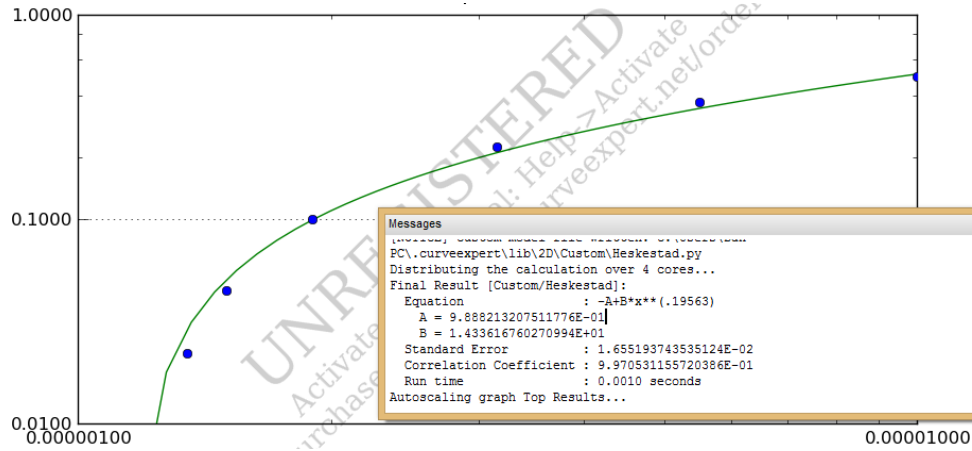 1.0000
0.1000
0.0100
0.00000100
0.00001000
UNREGISTERED
Messages
PC\.curveexpert\lib\2D\Custom\Heskestad.py
Distributing the calculation over 4 cores...
Final Result [Custom/Heskestad]:
Equation : -A+B*x**(.19563)
A = 9.888213207511776E-01
B = 1.433616760270994E+01
Standard Error : 1.655193743535124E-02
Correlation Coefficient : 9.970531155720386E-01
Run time : 0.0010 seconds
Autoscaling graph Top Results...